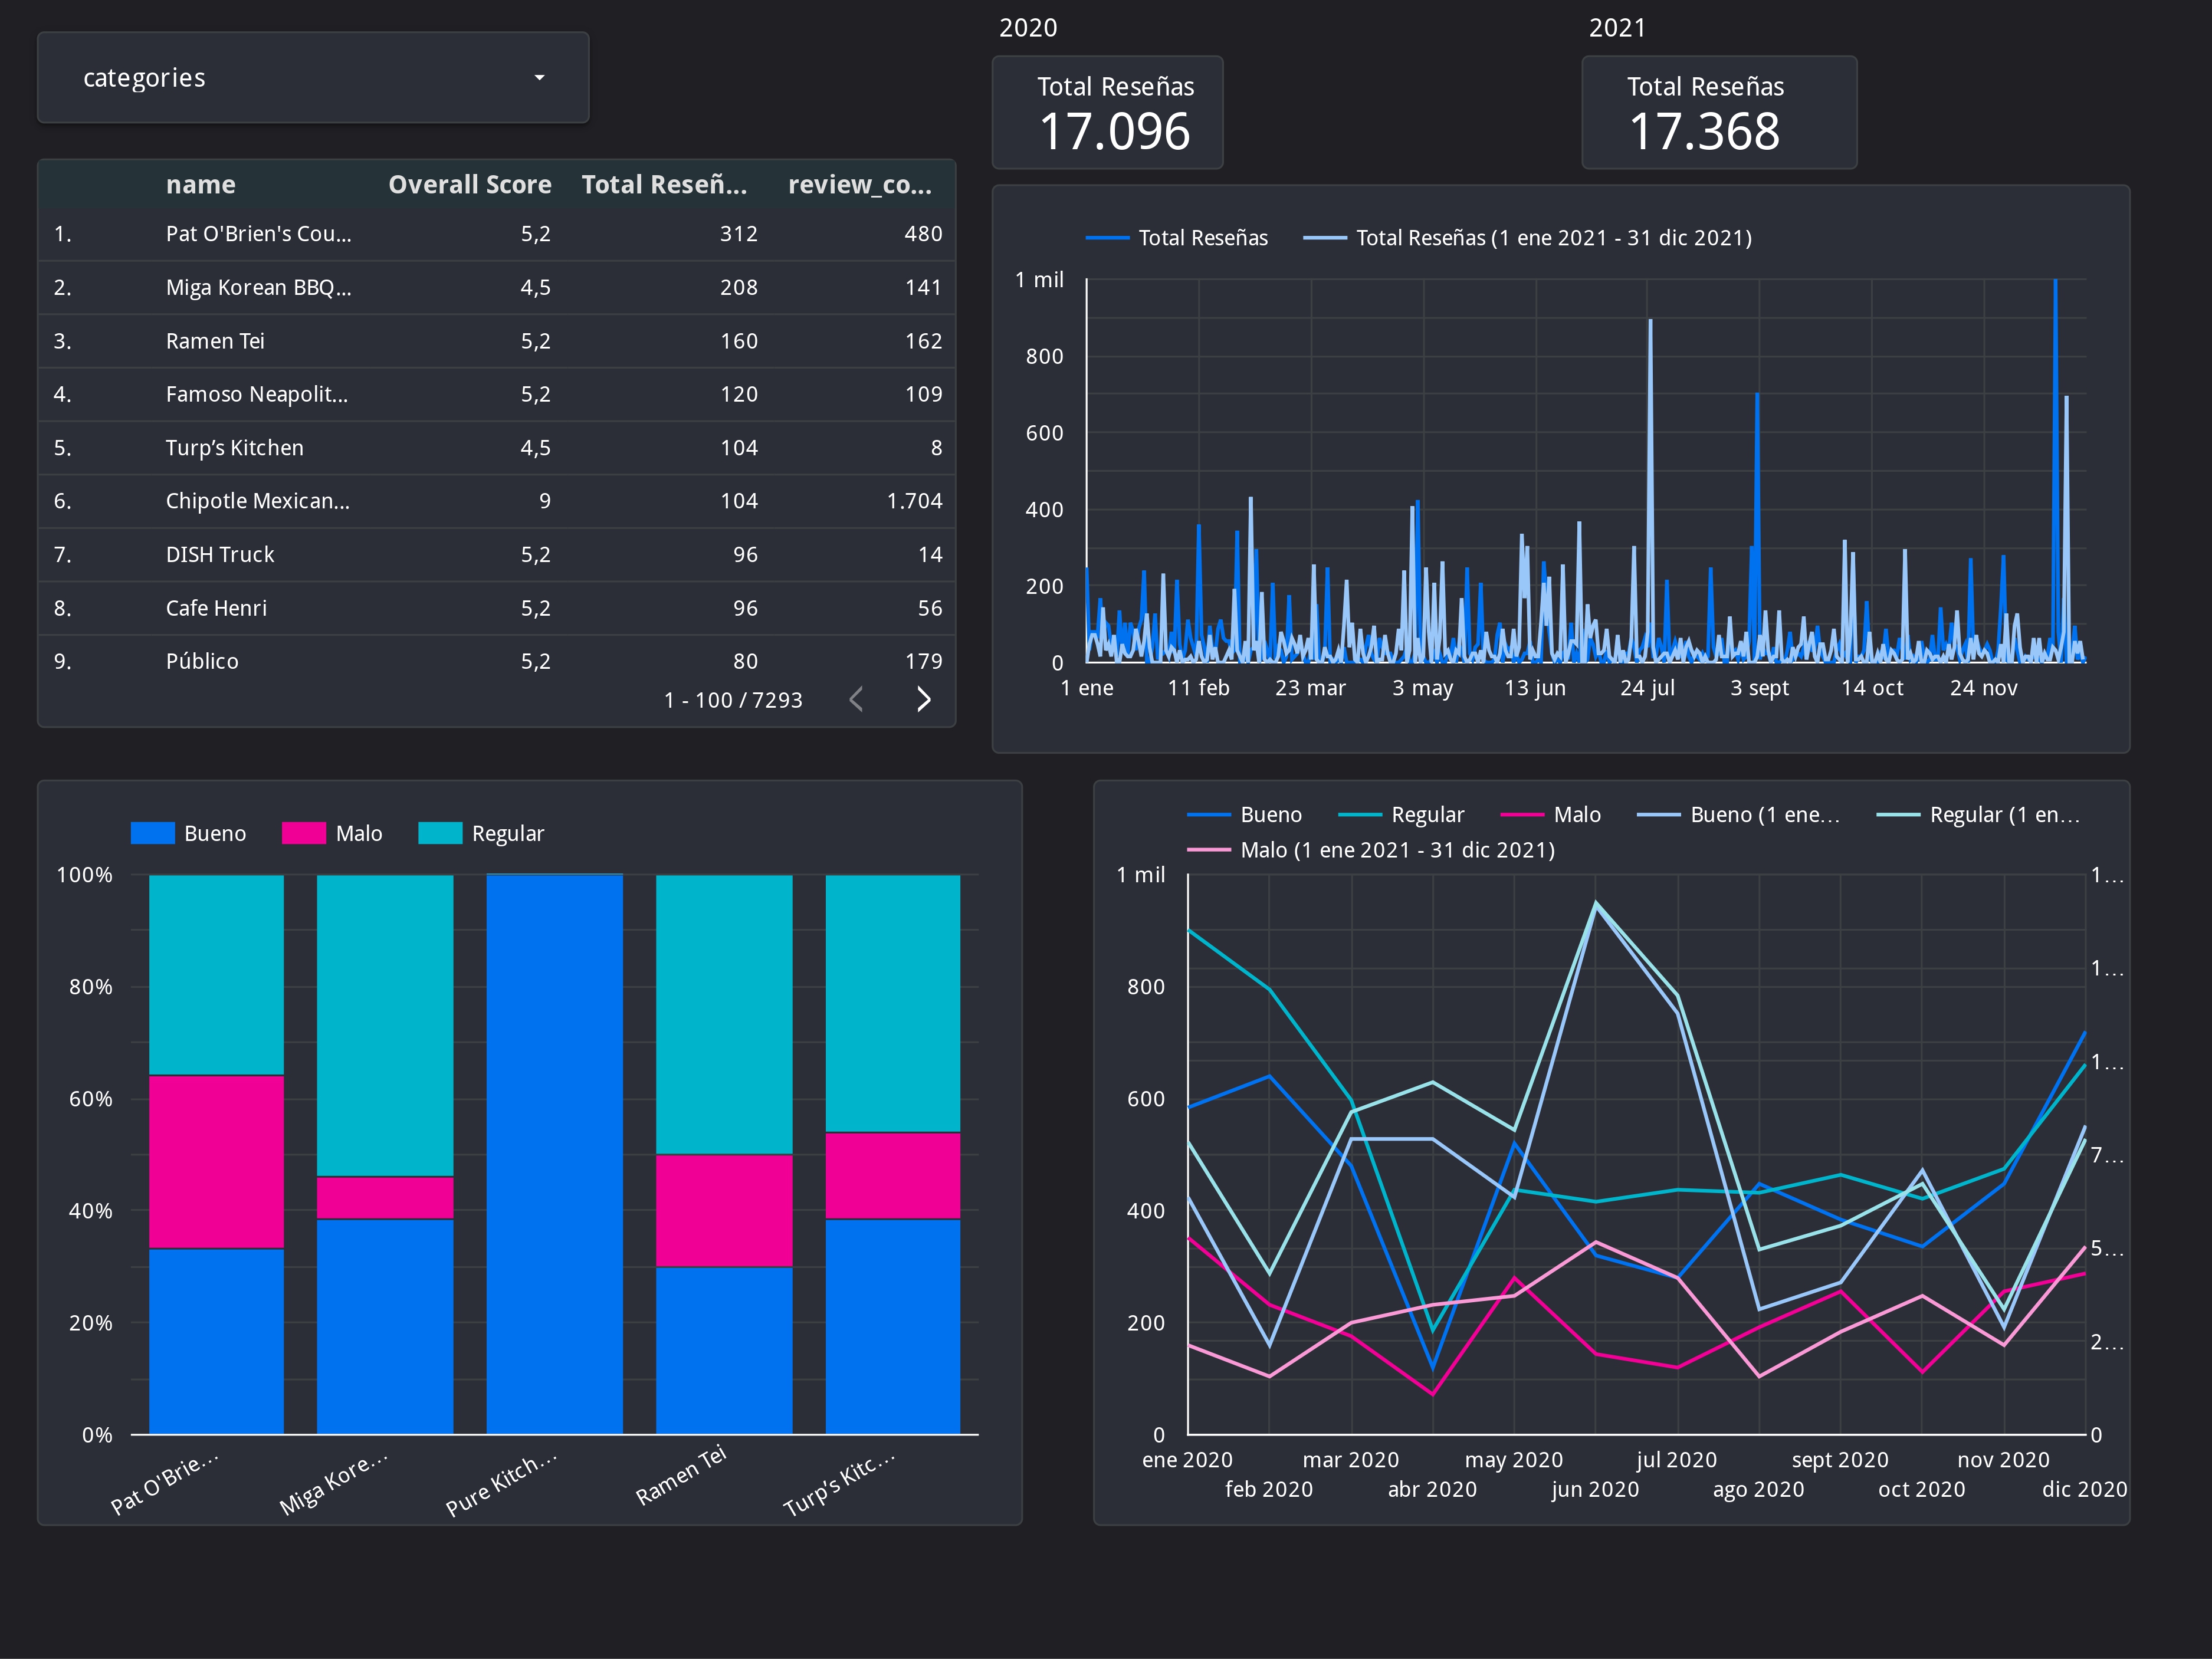 categories
2020
Total Reseñas
17.096
2021
Total Reseñas
17.368
name Overall Score Total Reseñ... review_co...
1. Pat O'Brien's Cou... 5,2 312 480
2. Miga Korean BBQ... 4,5 208 141
3. Ramen Tei 5,2 160 162
4. Famoso Neapolit... 5,2 120 109
5. Turp’s Kitchen 4,5 104 8
6. Chipotle Mexican... 9 104 1.704
7. DISH Truck 5,2 96 14
8. Cafe Henri 5,2 96 56
9. Público 5,2 80 179
1 - 100 / 7293
Total Reseñas Total Reseñas (1 ene 2021 - 31 dic 2021)
1 mil
800
600
400
200
0
1 ene 11 feb 23 mar 3 may 13 jun 24 jul 3 sept 14 oct 24 nov
Bueno Malo Regular
100%
80%
60%
40%
20%
0%
Pat O'Brie... Miga Kore... Pure Kitch... Ramen Tei Turp’s Kitc...
Bueno Regular Malo Bueno (1 ene... Regular (1 en...
Malo (1 ene 2021 - 31 dic 2021)
1 mil
800
600
400
200
0
1...
1...
1...
7...
5...
2...
0
ene 2020 mar 2020 may 2020 jul 2020 sept 2020 nov 2020
feb 2020 abr 2020 jun 2020 ago 2020 oct 2020 dic 2020